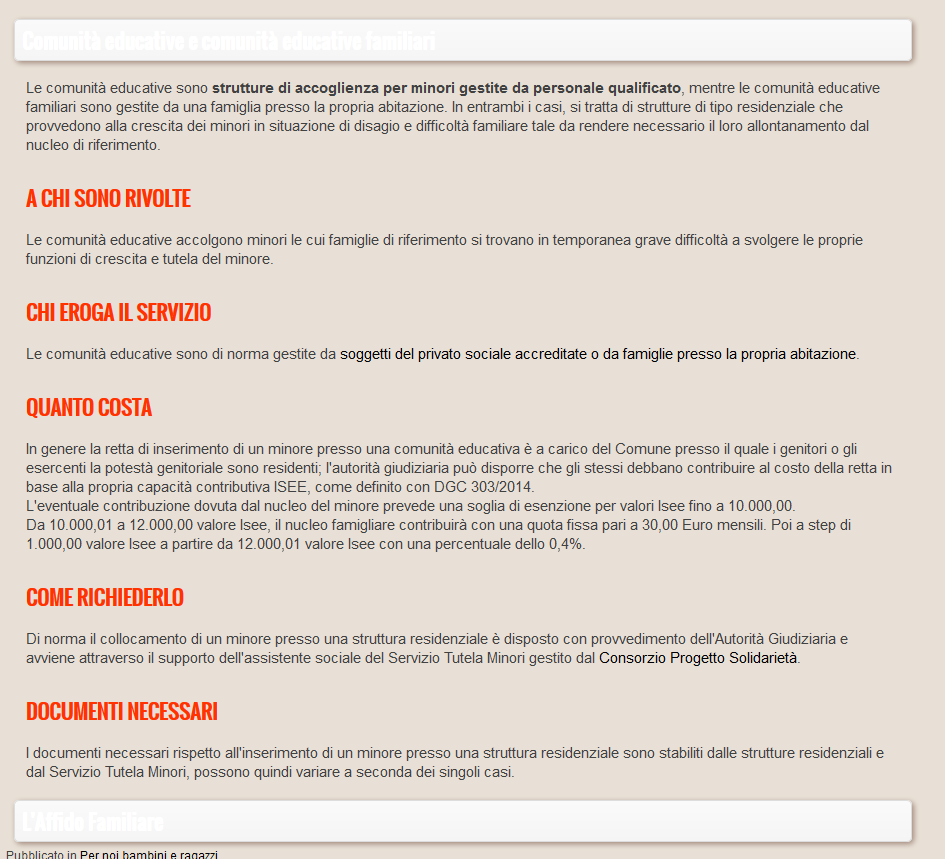 Comunità educative e comunità educative familiari
Le comunità educative sono strutture di accoglienza per minori gestite da personale qualificato, mentre le comunità educative
familiari sono gestite da una famiglia presso la propria abitazione. In entrambi i casi, si tratta di strutture di tipo residenziale che
provvedono alla crescita dei minori in situazione di disagio e difficoltà familiare tale da rendere necessario il loro allontanamento dal
nucleo di riferimento.
A CHI SONO RIVOLTE
Le comunità educative accolgono minori le cui famiglie di riferimento si trovano in temporanea grave difficoltà a svolgere le proprie
funzioni di crescita e tutela del minore.
CHI EROGA IL SERVIZIO
Le comunità educative sono di norma gestite da soggetti del privato sociale accreditate o da famiglie presso la propria abitazione.
QUANTO COSTA
In genere la retta di inserimento di un minore presso una comunità educativa è a carico del Comune presso il quale i genitori o gli
esercenti la potestà genitoriale sono residenti; l'autorità giudiziaria può disporre che gli stessi debbano contribuire al costo della retta in
base alla propria capacità contributiva ISEE, come definito con DGC 303/2014.
L'eventuale contribuzione dovuta dal nucleo del minore prevede una soglia di esenzione per valori Isee fino a 10.000,00.
Da 10.000,01 a 12.000,00 valore Isee, il nucleo famigliare contribuirà con una quota fissa pari a 30,00 Euro mensili. Poi a step di
1.000,00 valore Isee a partire da 12.000,01 valore Isee con una percentuale dello 0,4%.
COME RICHIEDERLO
Di norma il collocamento di un minore presso una struttura residenziale è disposto con provvedimento dell'Autorità Giudiziaria e
avviene attraverso il supporto dell'assistente sociale del Servizio Tutela Minori gestito dal Consorzio Progetto Solidarietà.
DOCUMENTI NECESSARI
I documenti necessari rispetto all'inserimento di un minore presso una struttura residenziale sono stabiliti dalle strutture residenziali e
dal Servizio Tutela Minori, possono quindi variare a seconda dei singoli casi.
L'Affido Familiare
Pubblicato in Per noi bambini e ragazzi